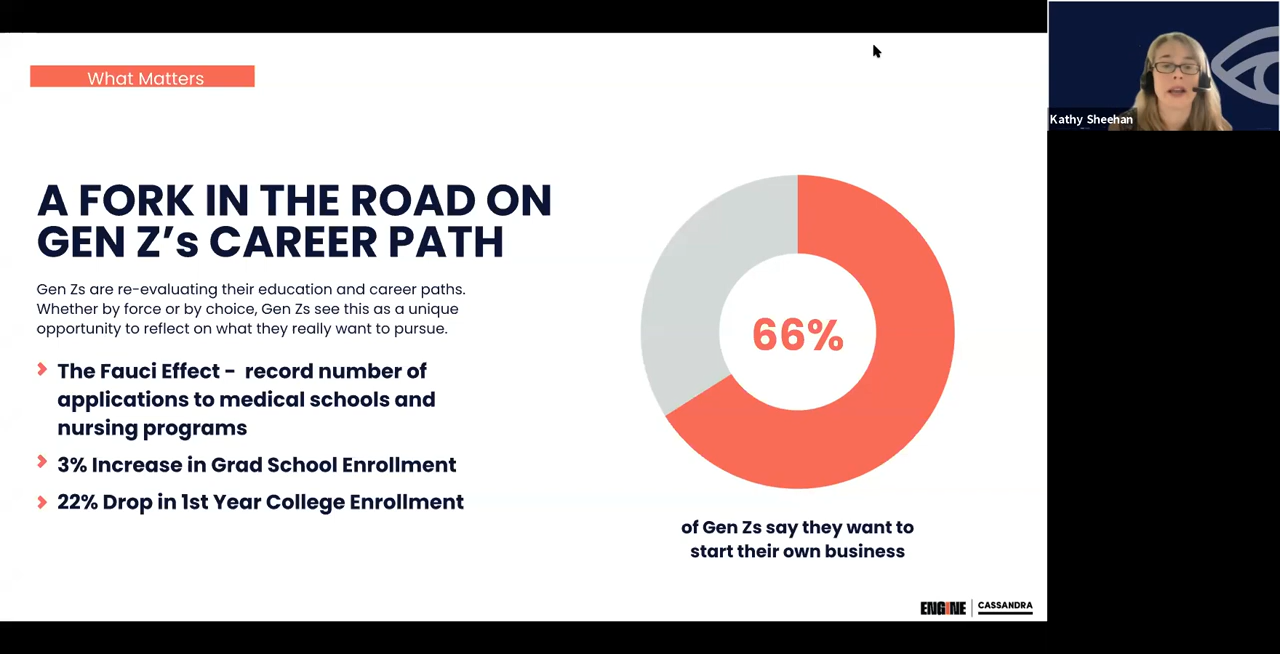 What Matters
Kathy Sheehan
A FORK IN THE ROAD ON
GEN Z's CAREER PATH
Gen Zs are re-evaluating their education and career paths.
Whether by force or by choice, Gen Zs see this as a unique
opportunity to reflect on what they really want to pursue.
The Fauci Effect - record number of
applications to medical schools and
nursing programs
3% Increase in Grad School Enrollment
22% Drop in 1st Year College Enrollment
66%
of Gen Zs say they want to
start their own business
ENGINE | CASSANDRA